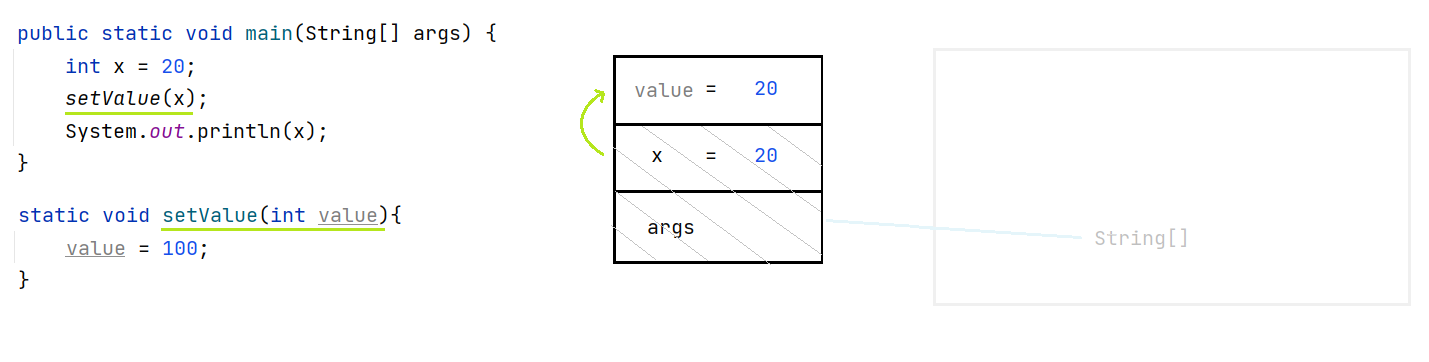 public static void main(String[] args) {
int x = 20;
setValue(x);
System.out.println(x);
}
static void setValue(int value){
value = 100;
}
value = 20
x = 20
args
String[]